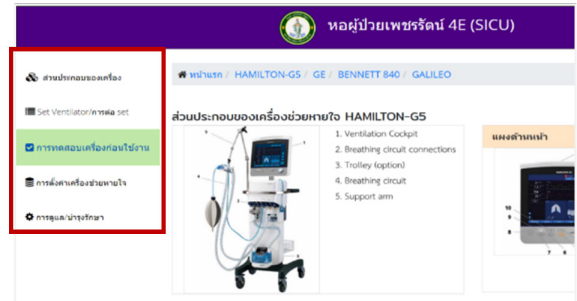 หอผู้ป่วยเพชรรัตน์ 4E (SICU)
ส่วนประกอบของเครื่อง
Set Ventilator/การต่อ set
การทดสอบเครื่องก่อนใช้งาน
การตั้งค่าเครื่องช่วยหายใจ
การดูแล/บำรุงรักษา
หน้าแรก / HAMILTON-G5 / GE / BENNETT 840 / GALILEO
ส่วนประกอบของเครื่องช่วยหายใจ HAMILTON-G5
1. Ventilation Cockpit
2. Breathing circuit connections
3. Trolley (option)
4. Breathing circuit
5. Support arm
แผงด้านหน้า
10
9
8
7 6